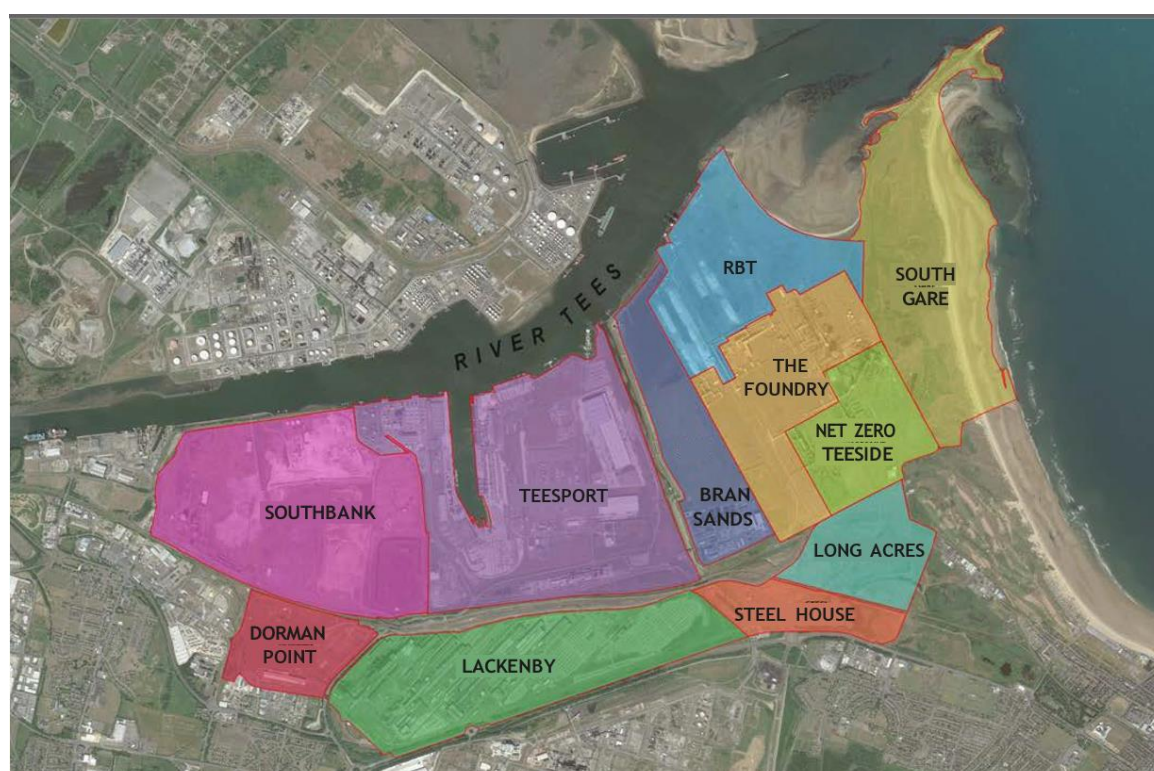 RIVER TEES
RBT
SOUTH
GARE
THE
FOUNDRY
NET ZERO
TEESIDE
BRAN
SANDS
TEESPORT
SOUTHBANK
LONG ACRES
STEEL HOUSE
DORMAN
POINT
LACKENBY